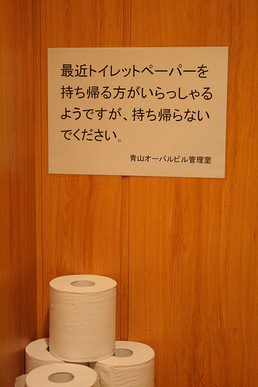 最近トイレットペーパーを
持ち帰る方がいらっしゃる
ようですが、持ち帰らない
でください。
青山オーバルビル管理室